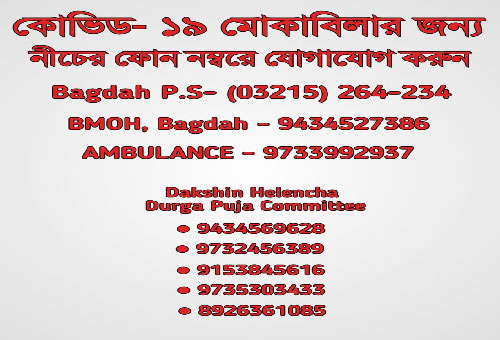 কোভিড- ১৯ মোকাবিলার জন্য
নীচের ফোন নম্বরে যোগাযোগ করুন
Bagdah P.S- (03215) 264-234
BMOH, Bagdah - 9434527386
AMBULANCE - 9733992937
Dakshin Helencha
Durga Puja Committee
● 9434569628
● 9732456389
● 9153845616
● 9735303433
● 8926361085